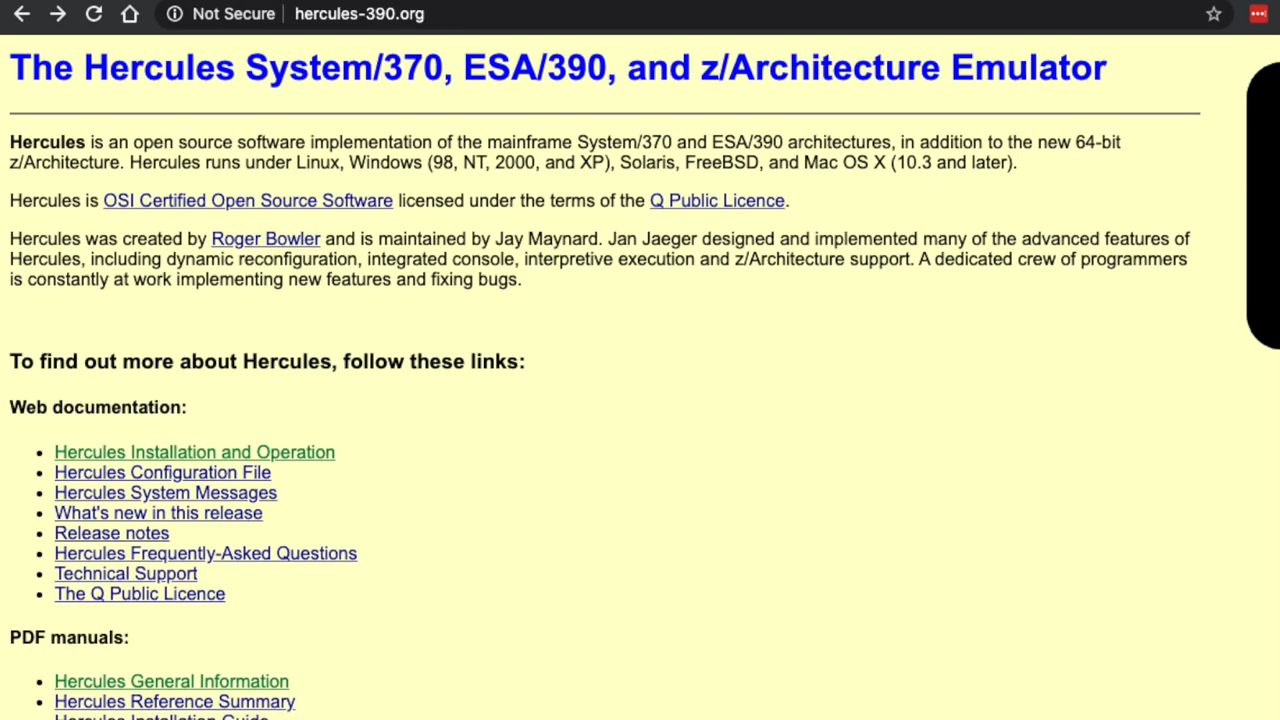 Not Secure hercules-390.org
The Hercules System/370, ESA/390, and z/Architecture Emulator
Hercules is an open source software implementation of the mainframe System/370 and ESA/390 architectures, in addition to the new 64-bit
z/Architecture. Hercules runs under Linux, Windows (98, NT, 2000, and XP), Solaris, FreeBSD, and Mac OS X (10.3 and later).
Hercules is OSI Certified Open Source Software licensed under the terms of the Q Public Licence.
Hercules was created by Roger Bowler and is maintained by Jay Maynard. Jan Jaeger designed and implemented many of the advanced features of
Hercules, including dynamic reconfiguration, integrated console, interpretive execution and z/Architecture support. A dedicated crew of programmers
is constantly at work implementing new features and fixing bugs.
To find out more about Hercules, follow these links:
Web documentation:
Hercules Installation and Operation
Hercules Configuration File
Hercules System Messages
What's new in this release
Release notes
Hercules Frequently-Asked Questions
Technical Support
The Q Public Licence
PDF manuals:
Hercules General Information
Hercules Reference Summary
Hercules Installation Guide